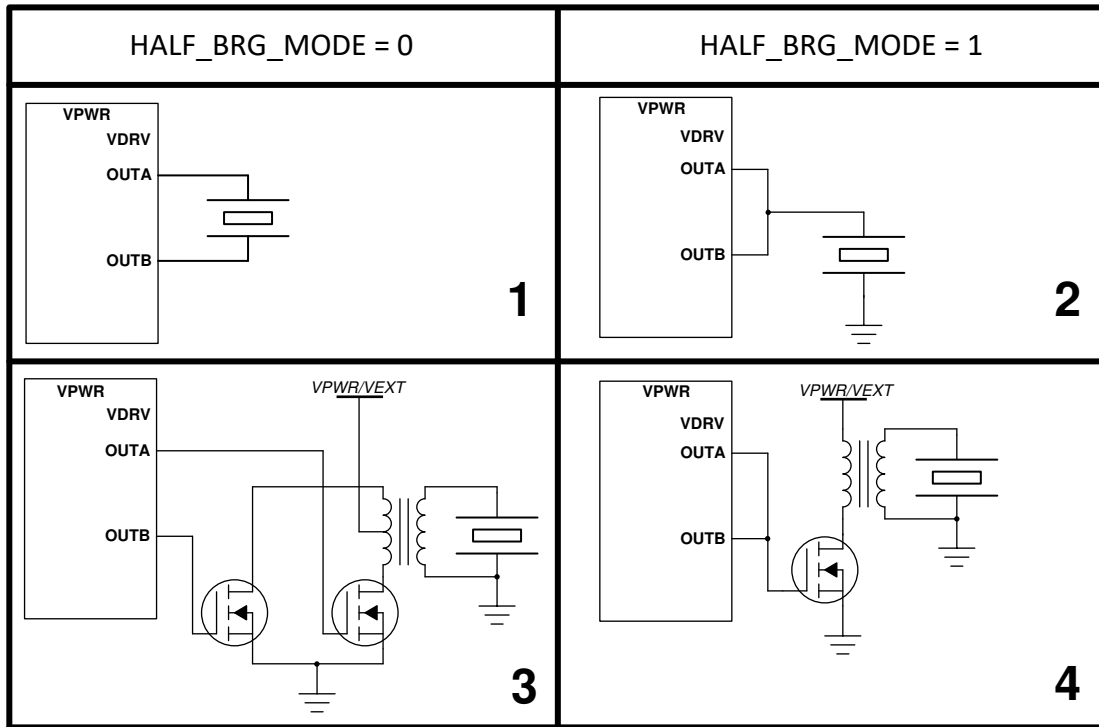 HALF_BRG_MODE = 0
HALF_BRG_MODE = 1
VPWR
VDRV
OUTA
OUTB
1
VPWR
VDRV
OUTA
OUTB
2
VPWR
VDRV
OUTA
OUTB
VPWR/VEXT
3
VPWR
VDRV
OUTA
OUTB
VPWR/VEXT
4